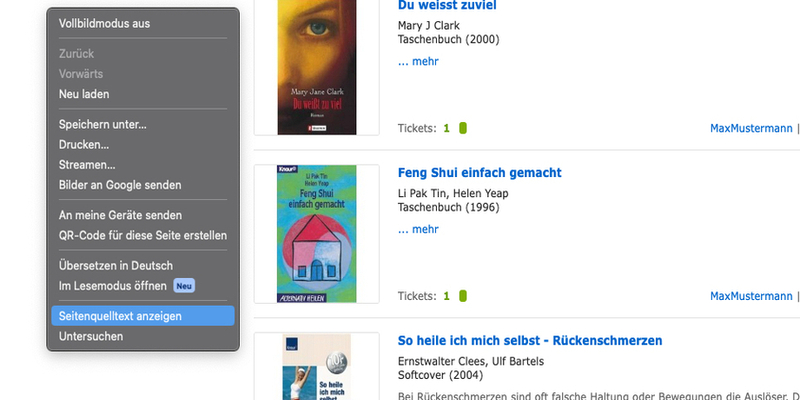 Vollbildmodus aus
Zurück
Vorwärts
Neu laden
Speichern unter...
Drucken...
Streamen...
Bilder an Google senden
An meine Geräte senden
QR-Code für diese Seite erstellen
Übersetzen in Deutsch
Im Lesemodus öffnen Neu
Seitenquelltext anzeigen
Untersuchen
Mary Jane Clark
Du weißt zu viel
Roman
Du weisst zuviel
Mary J Clark
Taschenbuch (2000)
... mehr
Tickets: 1
MaxMustermann |
Knaur
Li Pak Tin
Helen Yeap
Feng Shui
einfach gemacht
ALTERNATIV HEILEN
Feng Shui einfach gemacht
Li Pak Tin, Helen Yeap
Taschenbuch (1996)
... mehr
Tickets: 1
MaxMustermann |
So heile
ich mich
selbst
So heile ich mich selbst - Rückenschmerzen
Ernstwalter Clees, Ulf Bartels
Softcover (2004)
Bei Rückenschmerzen sind oft falsche Haltung oder Bewegungen die Auslöser. D